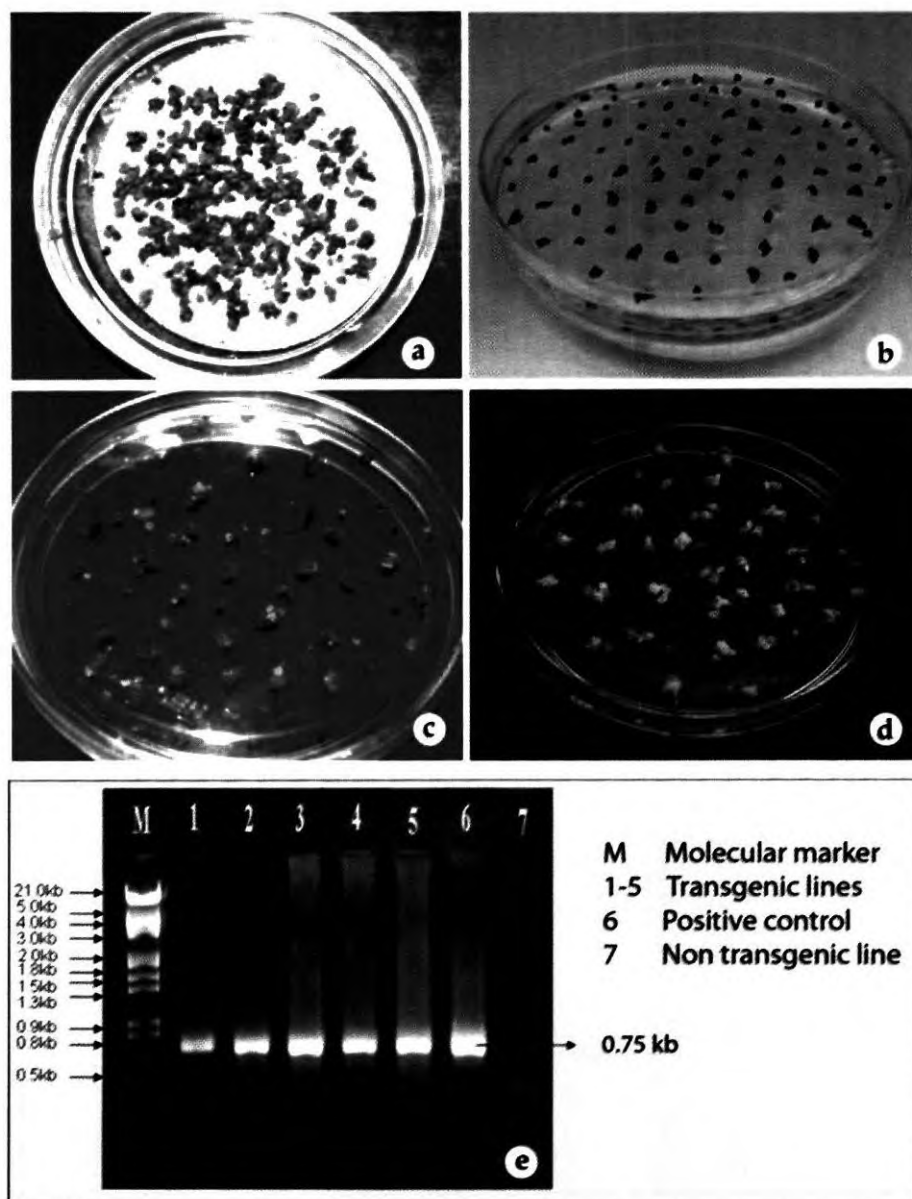 a
b
c
d
M 1 2 3 4 5 6 7
21.0kb
5.0kb
4.0kb
3.0kb
2.0kb
1.8kb
1.5kb
1.3kb
0.9kb
0.8kb
0.5kb
M Molecular marker
1-5 Transgenic lines
6 Positive control
7 Non transgenic line
0.75 kb
e